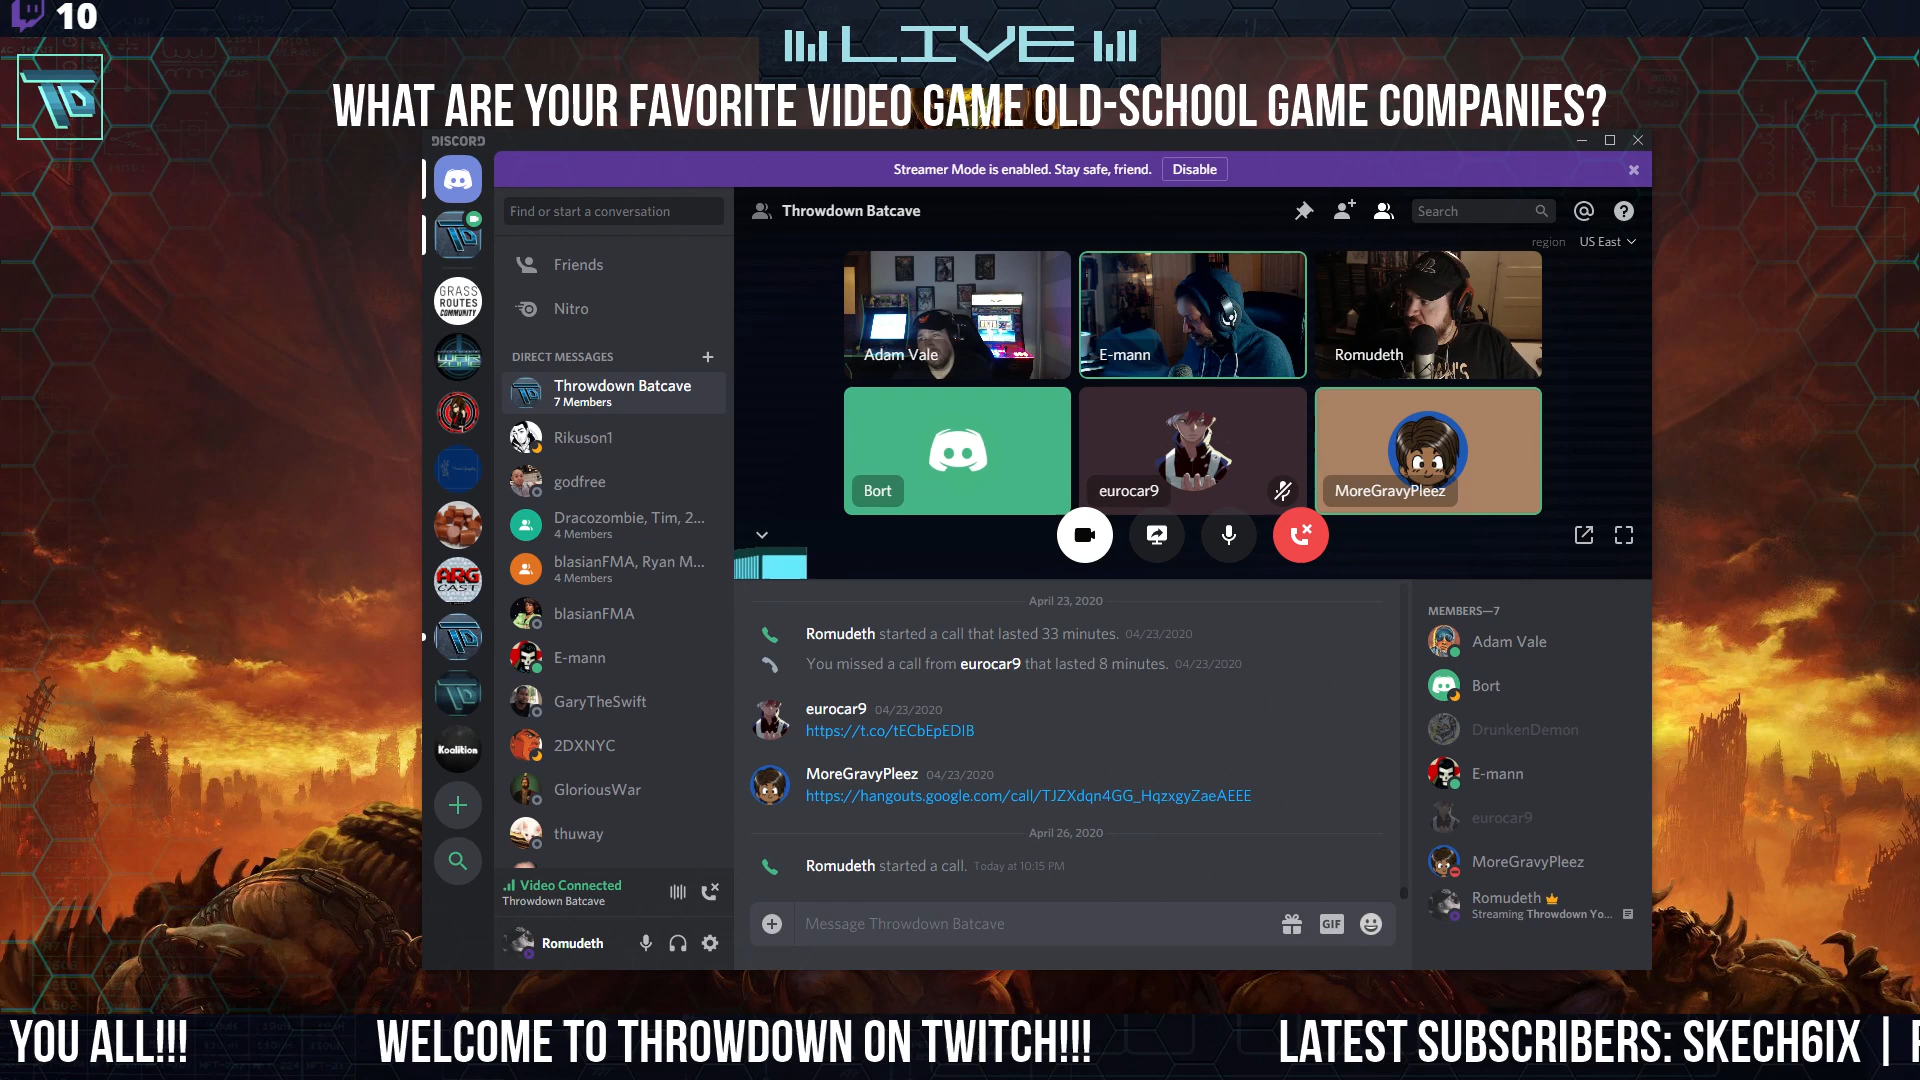 10
LIVE
WHAT ARE YOUR FAVORITE VIDEO GAME OLD-SCHOOL GAME COMPANIES?
DISCORD
Streamer Mode is enabled. Stay safe, friend.
Disable
Find or start a conversation
Throwdown Batcave
Search
region
US East
Friends
Nitro
DIRECT MESSAGES
Throwdown Batcave
7 Members
Rikuson1
godfree
Dracozombie, Tim, 2...
4 Members
blasianFMA, Ryan M...
4 Members
blasianFMA
E-mann
GaryTheSwift
2DXNYC
GloriousWar
thuway
GRASS
ROUTES
COMMUNITY
ARG
CAST
Koalition
Adam Vale
E-mann
Romudeth
Bort
eurocar9
MoreGravyPleez
April 23, 2020
Romudeth started a call that lasted 33 minutes. 04/23/2020
You missed a call from eurocar9 that lasted 8 minutes. 04/23/2020
eurocar9 04/23/2020
https://t.co/tECbEpEDIB
MoreGravyPleez 04/23/2020
https://hangouts.google.com/call/TJZXdqn4GG_HqzxgyZaeAEEE
April 26, 2020
Romudeth started a call. Today at 10:15 PM
Message Throwdown Batcave
GIF
MEMBERS—7
Adam Vale
Bort
DrunkenDemon
E-mann
eurocar9
MoreGravyPleez
Romudeth
Streaming Throwdown Yo...
Video Connected
Throwdown Batcave
Romudeth
YOU ALL!!!
WELCOME TO THROWDOWN ON TWITCH!!!
LATEST SUBSCRIBERS: SKECH6IX |